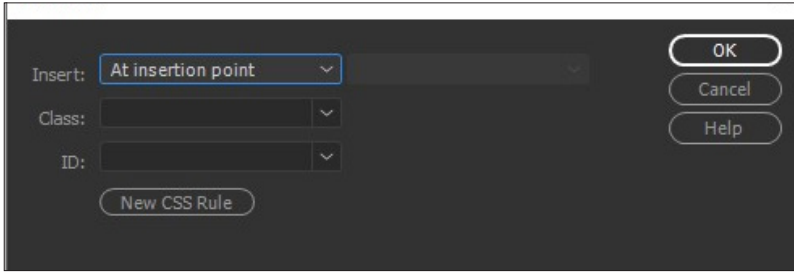 Insert: At insertion point
OK
Class:
Cancel
Help
ID:
New CSS Rule